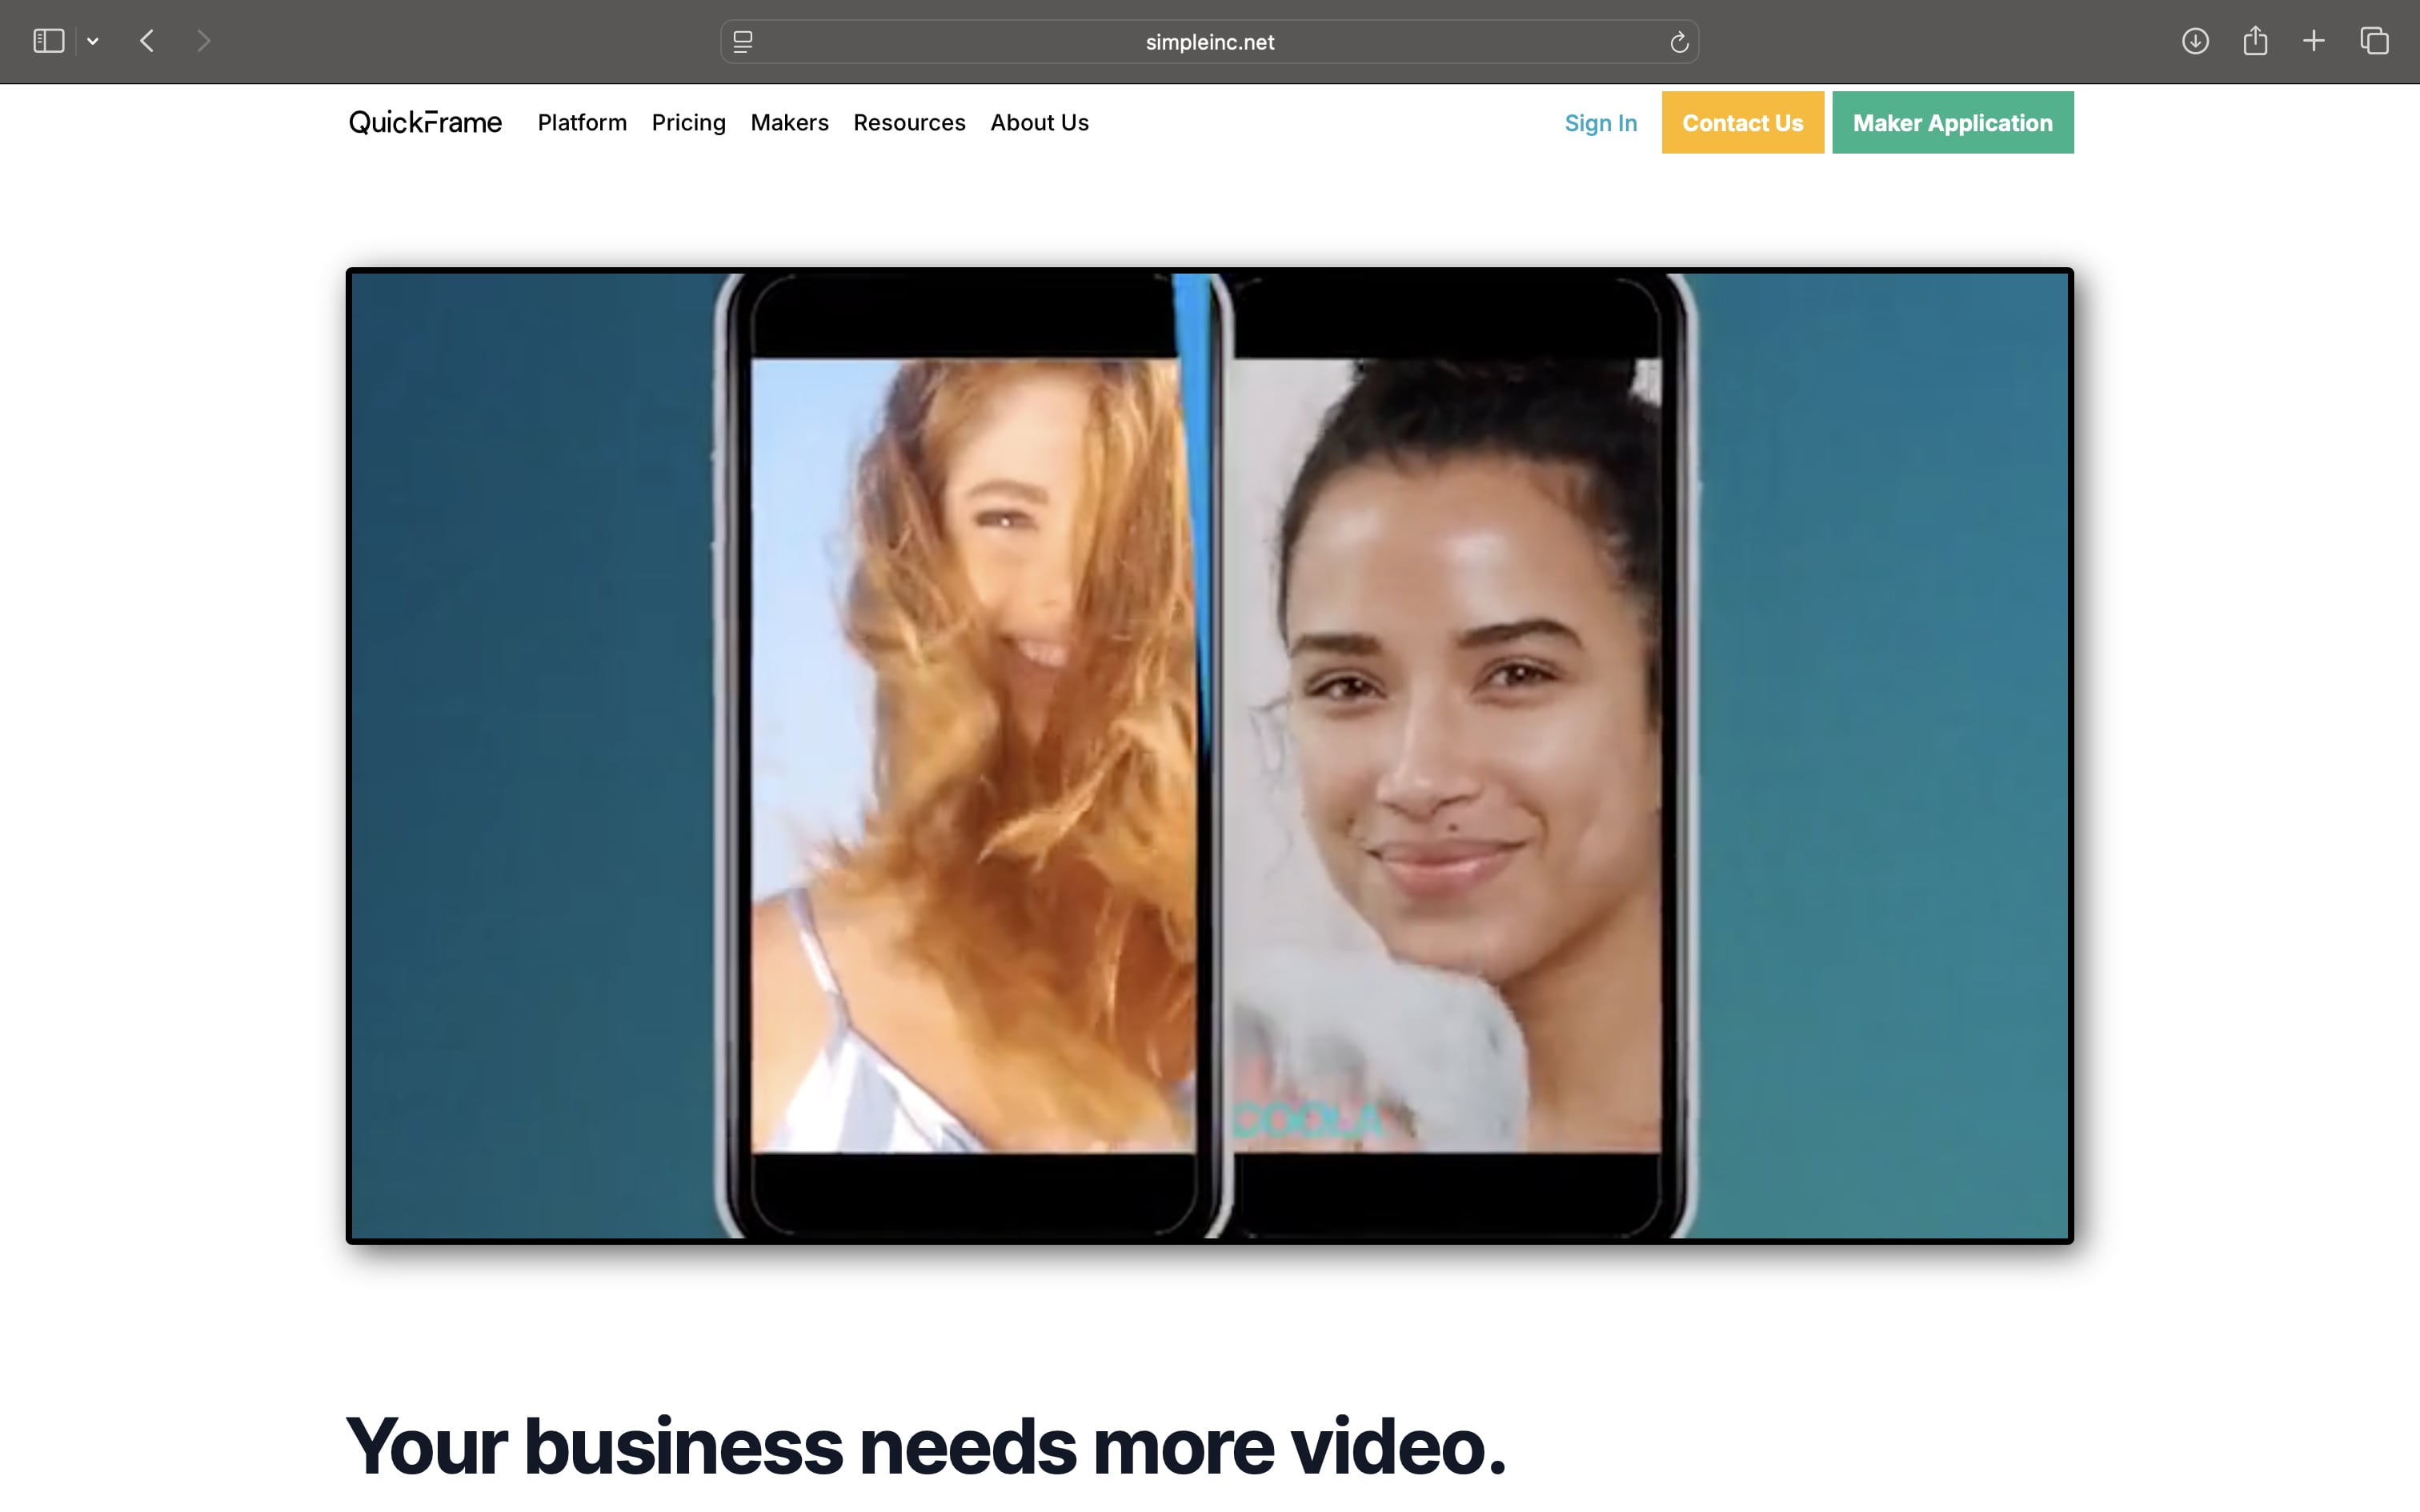 simpleinc.net
QuickFrame Platform Pricing Makers Resources About Us Sign In Contact Us Maker Application
COOLA
Your business needs more video.